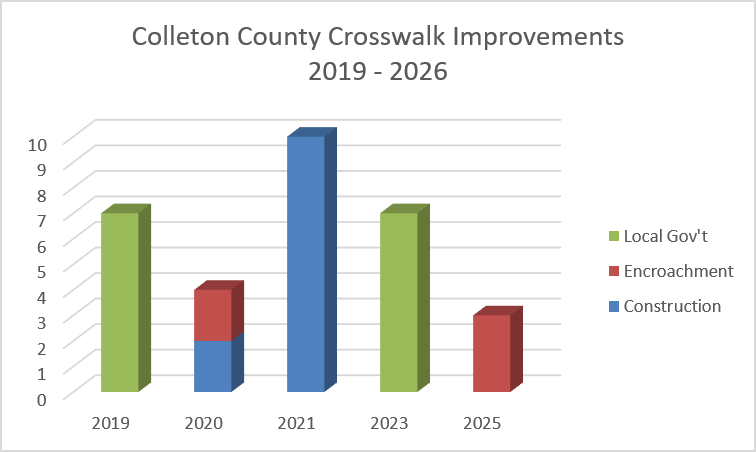 Colleton County Crosswalk Improvements
2019 - 2026
10
9
8
7
6
5
4
3
2
1
0
2019 2020 2021 2023 2025
Local Gov't
Encroachment
Construction